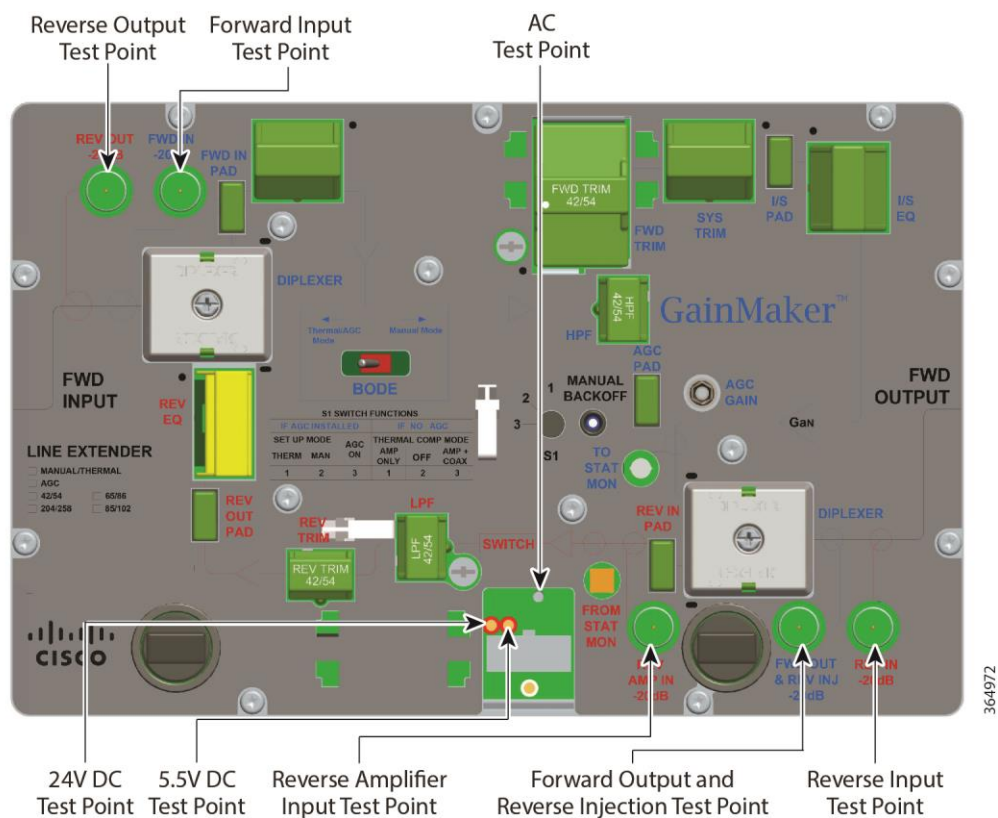 Reverse Output
Test Point
Forward Input
Test Point
AC
Test Point
REV OUT
FWD IN
FWD IN
PAD
FWD TRIM
42/54
FWD
TRIM
SYS
TRIM
I/S
PAD
I/S
EQ
DIPLEXER
Thermal/AGC
Mode
Manual Mode
BODE
HPF
42/54
HPF
GainMaker™
AGC
PAD
AGC
GAIN
FWD
INPUT
REV
EQ
S1 SWITCH FUNCTIONS
IF AGC INSTALLED
IF NO AGC
SET UP MODE
AGC
ON
THERMAL COMP MODE
THERM
MAN
AMP
ONLY
OFF
AMP +
COAX
1
2
3
1
2
3
1
2
3
MANUAL
BACKOFF
S1
GaN
FWD
OUTPUT
TO
STAT
MON
LINE EXTENDER
MANUAL/THERMAL
AGC
42/54
65/86
204/258
85/102
REV
OUT
PAD
REV
TRIM
REV TRIM
42/54
LPF
LPF
42/54
SWITCH
REV IN
PAD
DIPLEXER
FROM
STAT
MON
AMP IN
-20dB
& REV INJ
CISCO
364972
24V DC
Test Point
5.5V DC
Test Point
Reverse Amplifier
Input Test Point
Forward Output and
Reverse Injection Test Point
Reverse Input
Test Point